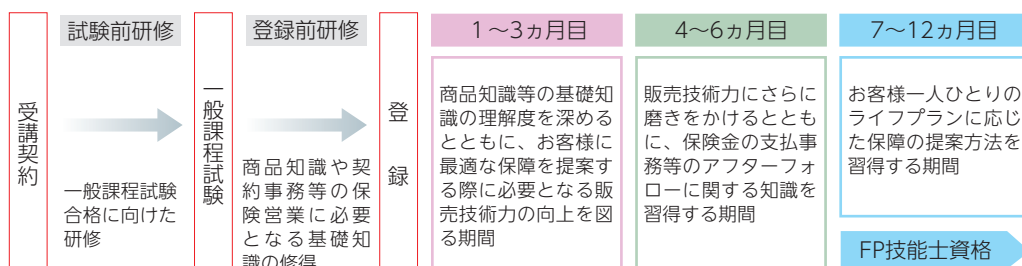 受講契約
試験前研修
一般課程試験
合格に向けた
研修
一般課程試験
登録前研修
商品知識や契
約事務等の保
険営業に必要
となる基礎知
識の修得
登録
1~3ヵ月目
商品知識等の基礎知
識の理解度を深める
とともに、お客様に
最適な保障を提案す
る際に必要となる販
売技術力の向上を図
る期間
4~6ヵ月目
販売技術力にさらに
磨きをかけるととも
に、保険金の支払事
務等のアフターフォ
ローに関する知識を
習得する期間
7~12ヵ月目
お客様一人ひとりの
ライフプランに応じ
た保障の提案方法を
習得する期間
FP技能士資格